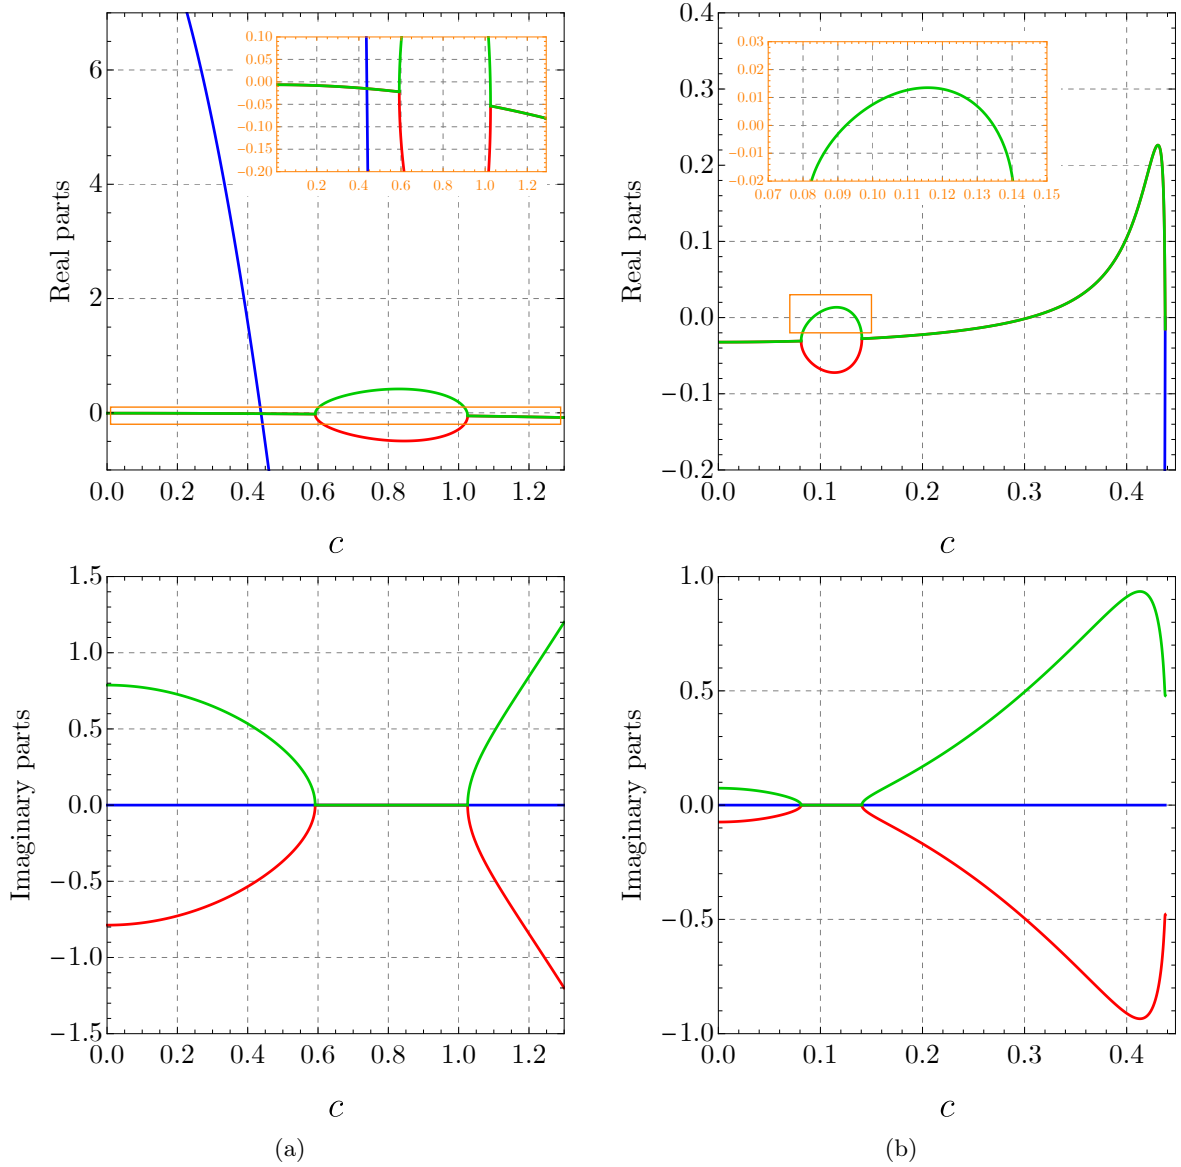 Real parts
6
4
2
0
0.0 0.2 0.4 0.6 0.8 1.0 1.2
c
0.10
0.05
0.00
−0.05
−0.10
−0.15
−0.20
0.2 0.4 0.6 0.8 1.0 1.2
Real parts
0.4
0.3
0.2
0.1
0.0
−0.1
−0.2
0.0 0.1 0.2 0.3 0.4
c
0.03
0.02
0.01
0.00
−0.01
−0.02
0.07 0.08 0.09 0.10 0.11 0.12 0.13 0.14 0.15
Imaginary parts
1.5
1.0
0.5
0.0
−0.5
−1.0
−1.5
0.0 0.2 0.4 0.6 0.8 1.0 1.2
c
(a)
Imaginary parts
1.0
0.5
0.0
−0.5
−1.0
0.0 0.1 0.2 0.3 0.4
c
(b)